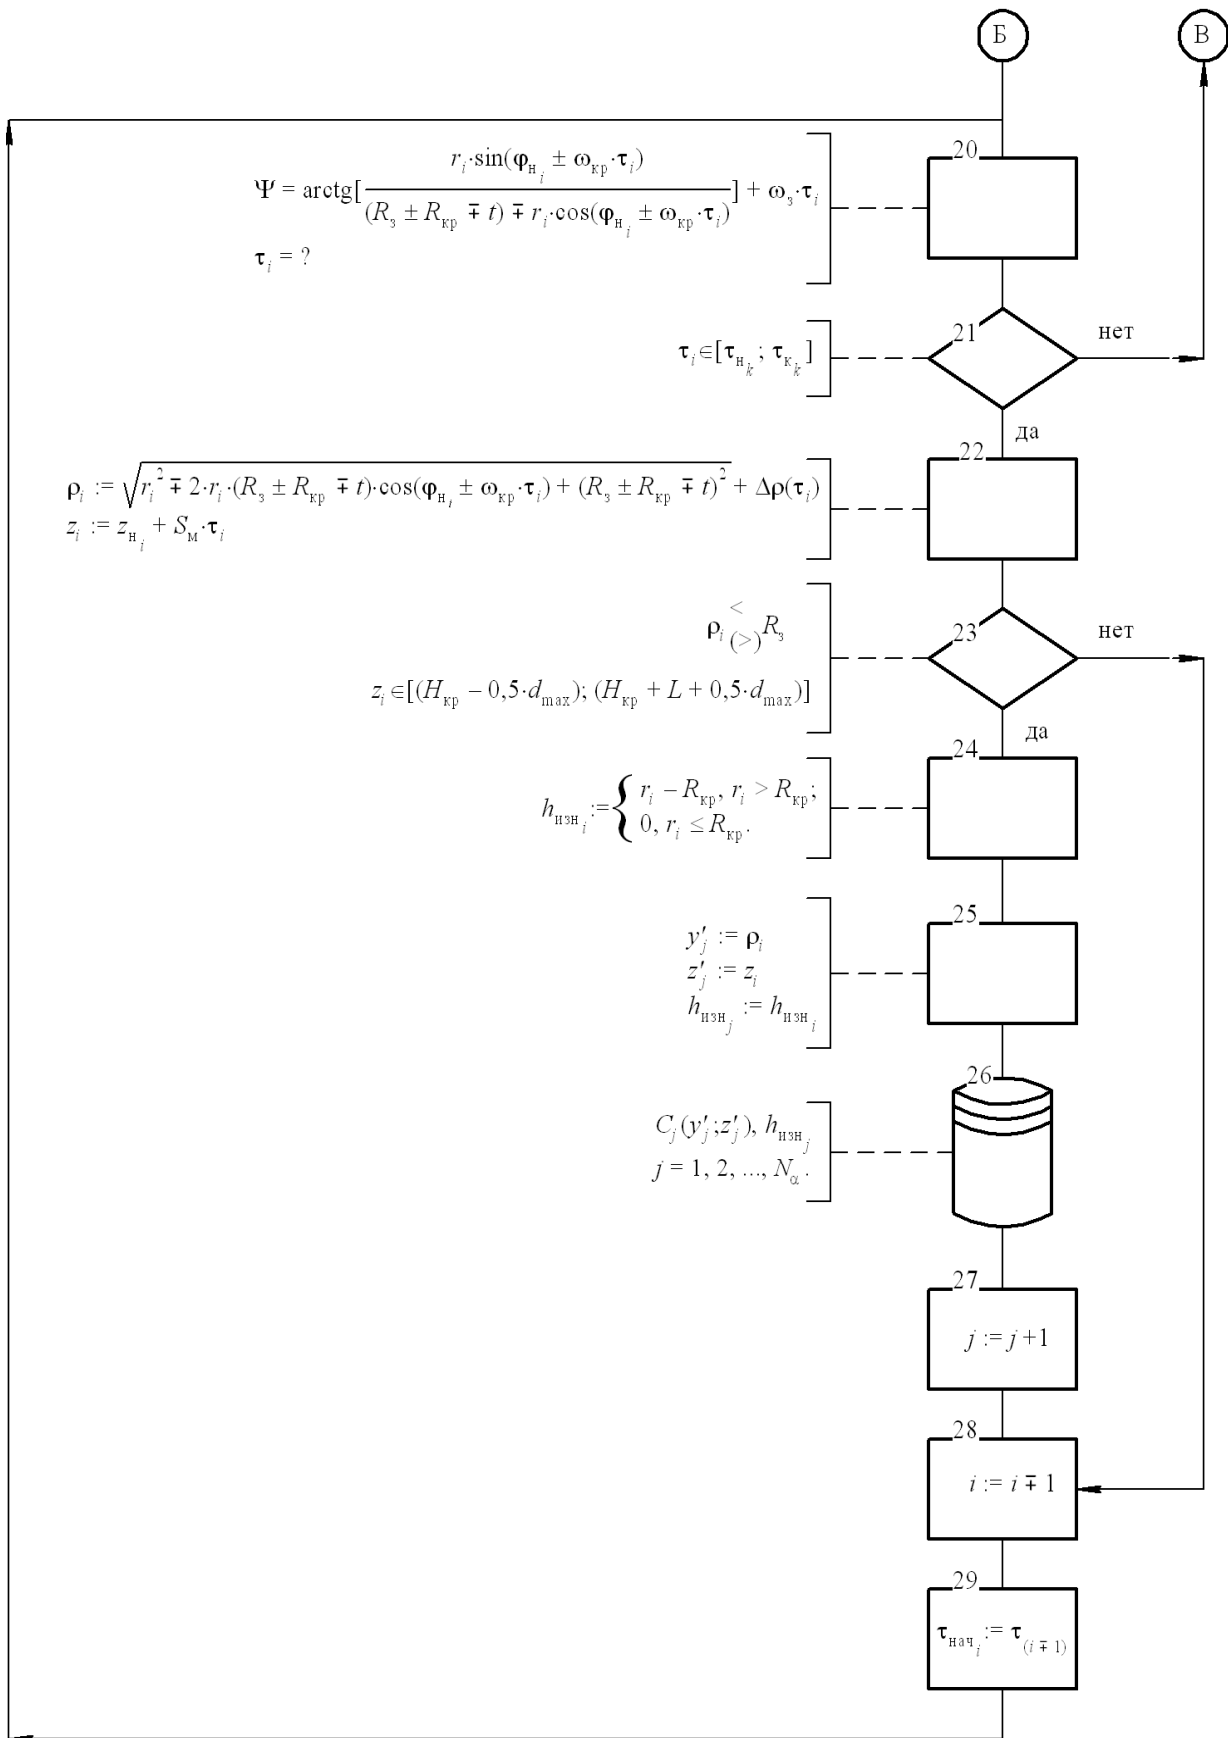 Б
В
20
Ψ = arctg[ r_i·sin(φ_н_i ± ω_кр·τ_i) / (R_з ± R_кр ∓ t) ∓ r_i·cos(φ_н_i ± ω_кр·τ_i) ] + ω_з·τ_i
τ_i = ?
21
нет
τ_i ∈[τ_н_k ; τ_к_k]
да
22
ρ_i := √(r_i² ∓ 2·r_i·(R_з ± R_кр ∓ t)·cos(φ_н_i ± ω_кр·τ_i) + (R_з ± R_кр ∓ t)²) + Δρ(τ_i)
z_i := z_н_i + S_м·τ_i
23
нет
ρ_i < (>) R_з
z_i ∈[(H_кр − 0,5·d_max); (H_кр + L + 0,5·d_max)]
да
24
h_изн_i := { r_i − R_кр, r_i > R_кр;
0, r_i ≤ R_кр.
25
y′_j := ρ_i
z′_j := z_i
h_изн_j := h_изн_i
26
C_j(y′_j;z′_j), h_изн_j
j = 1, 2, ..., N_α.
27
j := j+1
28
i := i ∓ 1
29
τ_нач_i := τ_(i ∓ 1)